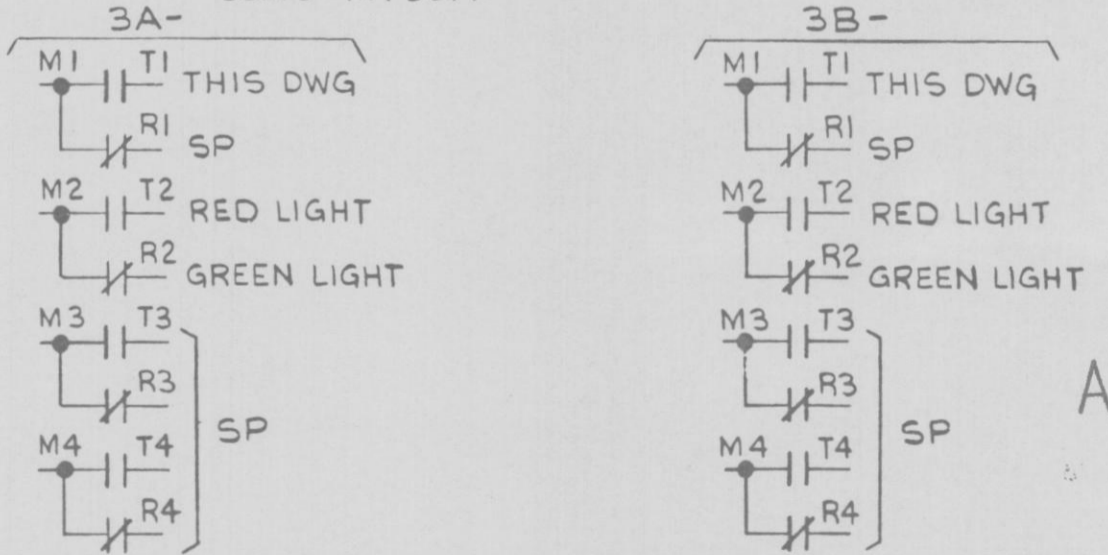 3A-
M1 T1 THIS DWG
R1 SP
M2 T2 RED LIGHT
R2 GREEN LIGHT
M3 T3
R3
SP
M4 T4
R4
3B-
M1 T1 THIS DWG
R1 SP
M2 T2 RED LIGHT
R2 GREEN LIGHT
M3 T3
R3
SP
M4 T4
R4
A